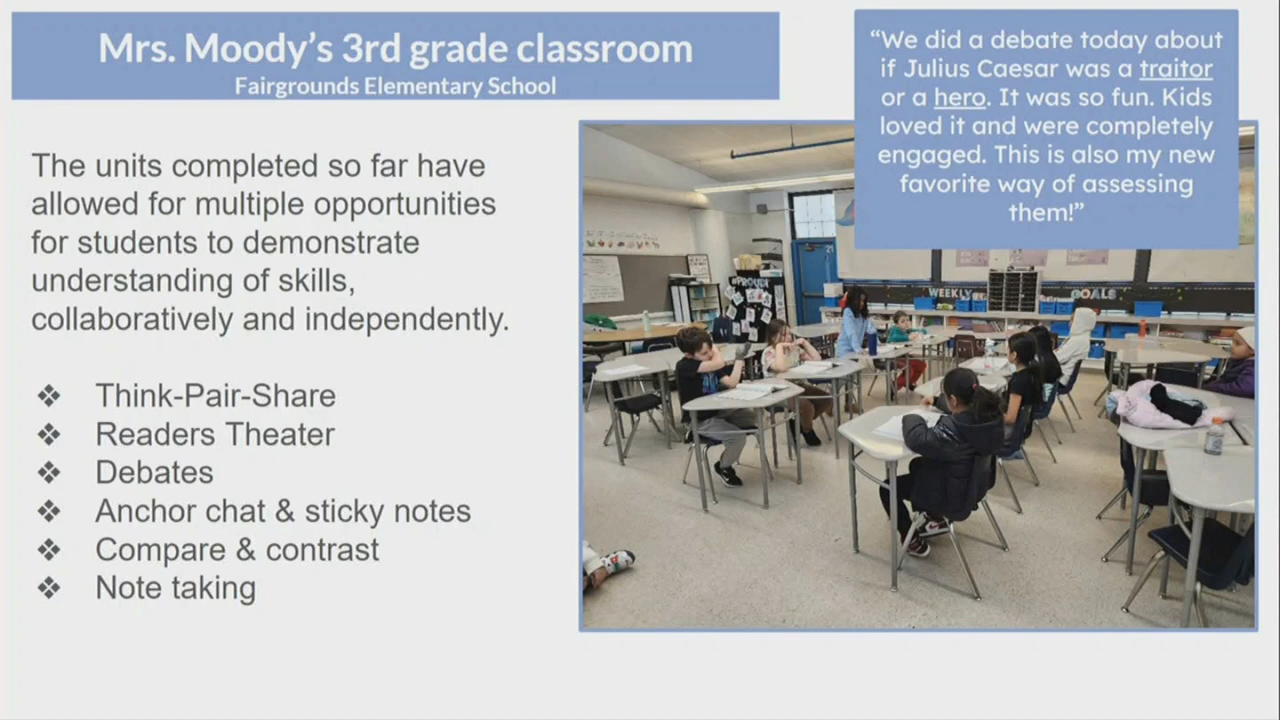 Mrs. Moody's 3rd grade classroom
Fairgrounds Elementary School
"We did a debate today about
if Julius Caesar was a traitor
or a hero. It was so fun. Kids
loved it and were completely
engaged. This is also my new
favorite way of assessing
them!"
The units completed so far have
allowed for multiple opportunities
for students to demonstrate
understanding of skills,
collaboratively and independently.
❖ Think-Pair-Share
❖ Readers Theater
❖ Debates
❖ Anchor chat & sticky notes
❖ Compare & contrast
❖ Note taking
#PROUD
WEEKLY
GOALS
21